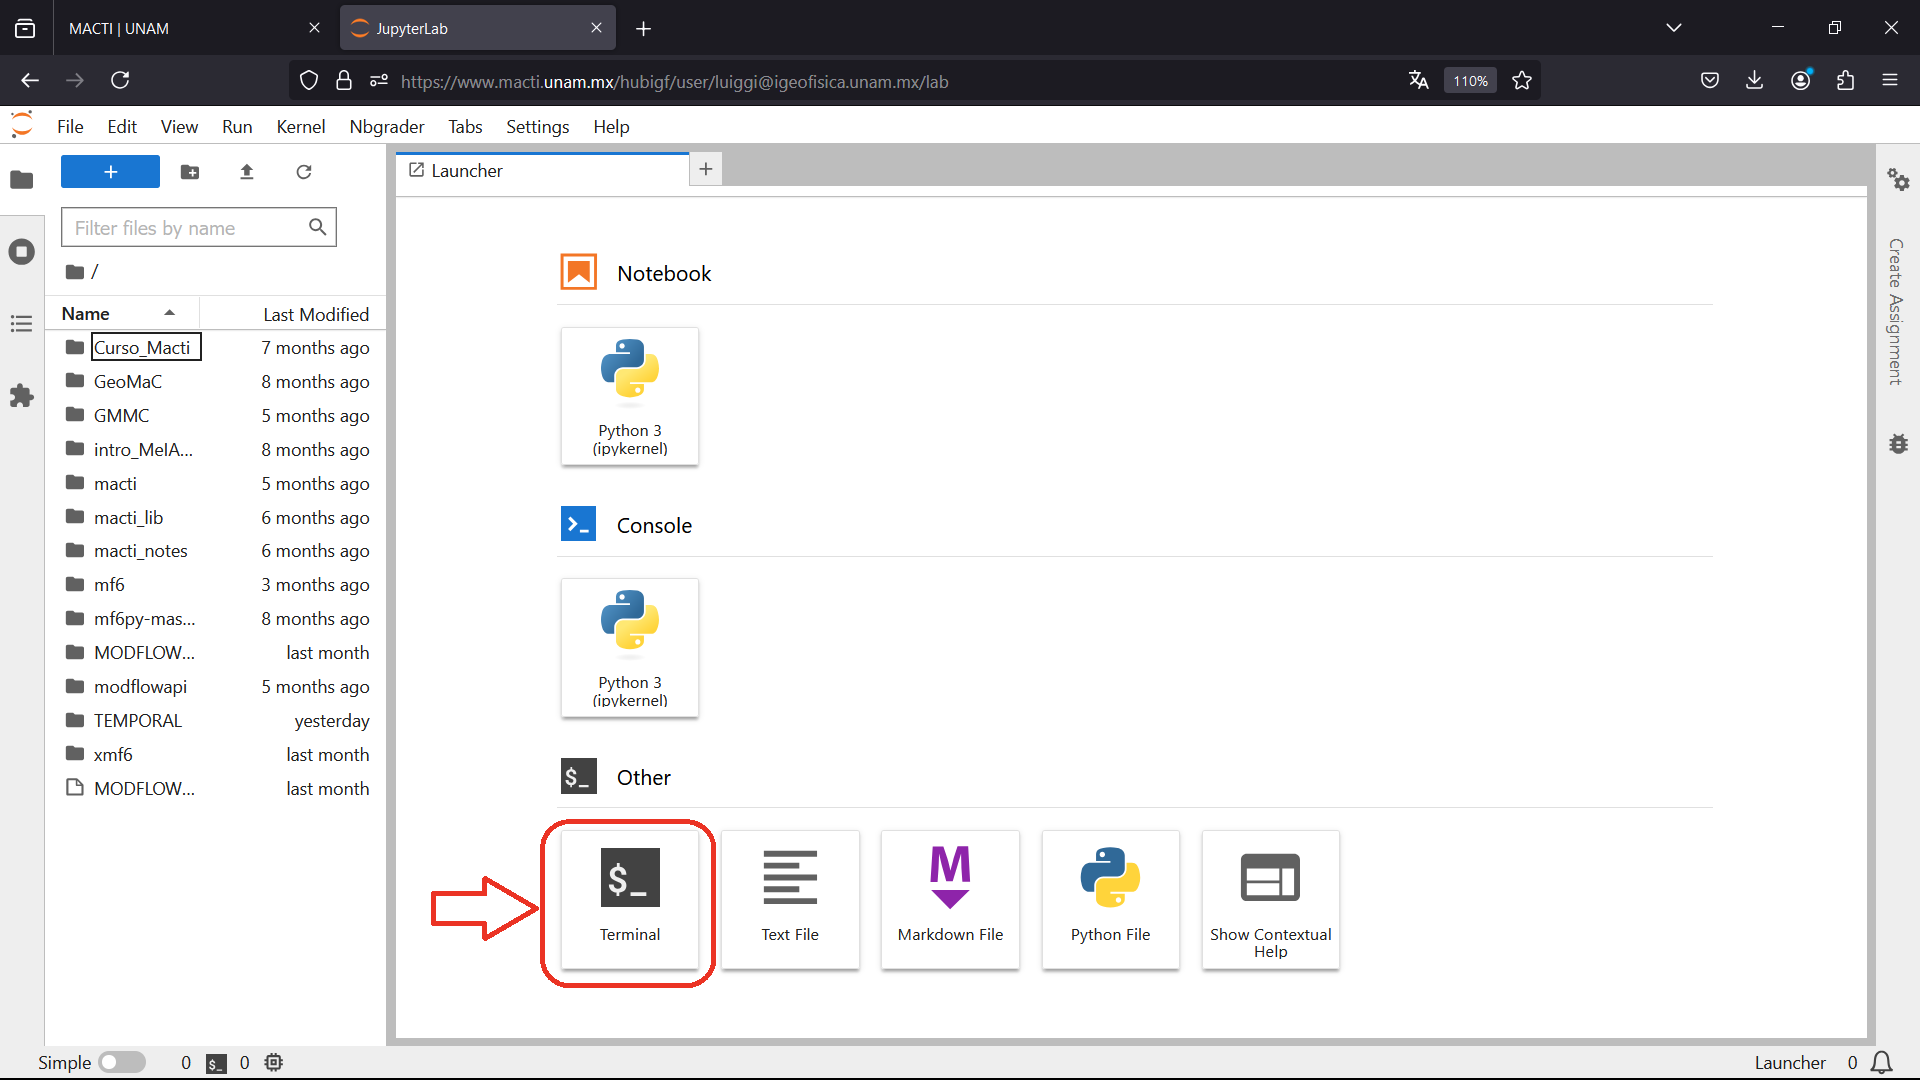 MACTI | UNAM
JupyterLab
https://www.macti.unam.mx/hubigf/user/luiggi@igeofisica.unam.mx/lab
110%
File Edit View Run Kernel Nbgrader Tabs Settings Help
Filter files by name
/
Name Last Modified
Curso_Macti 7 months ago
GeoMaC 8 months ago
GMMC 5 months ago
intro_MelA... 8 months ago
macti 5 months ago
macti_lib 6 months ago
macti_notes 6 months ago
mf6 3 months ago
mf6py-mas... 8 months ago
MODFLOW... last month
modflowapi 5 months ago
TEMPORAL yesterday
xmf6 last month
MODFLOW... last month
Launcher
Notebook
Python 3
(ipykernel)
Console
Python 3
(ipykernel)
$_ Other
$_
Terminal
Text File
M
Markdown File
Python File
Show Contextual
Help
Create Assignment
Simple 0 $_ 0
Launcher 0